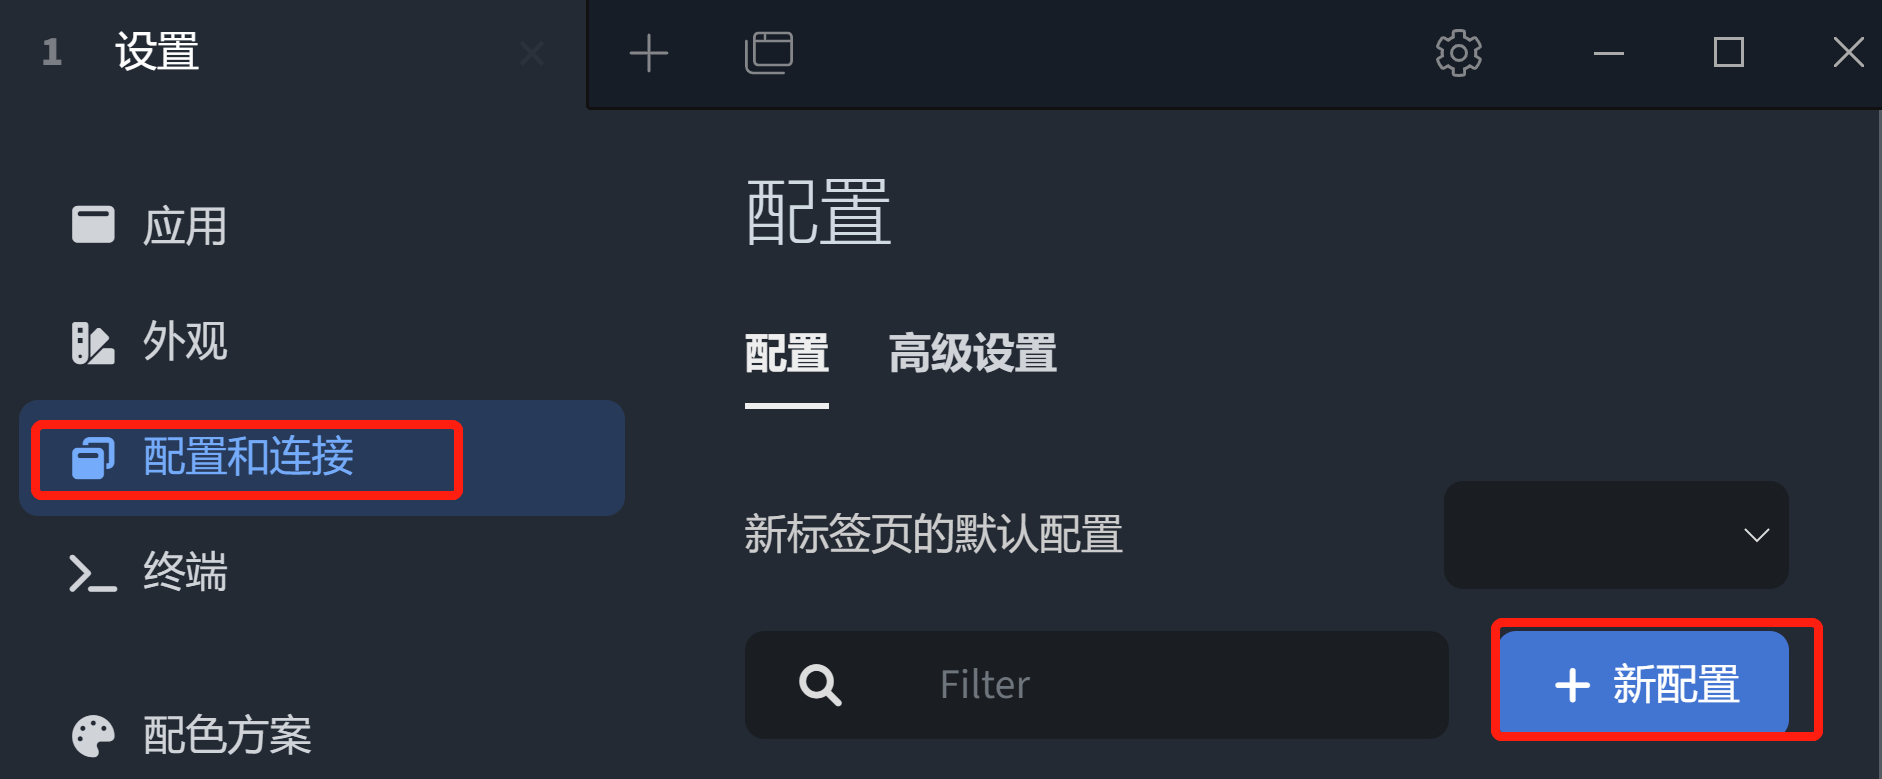 1 设置
应用
外观
配置和连接
终端
配色方案
配置
配置 高级设置
新标签页的默认配置
Filter
新配置